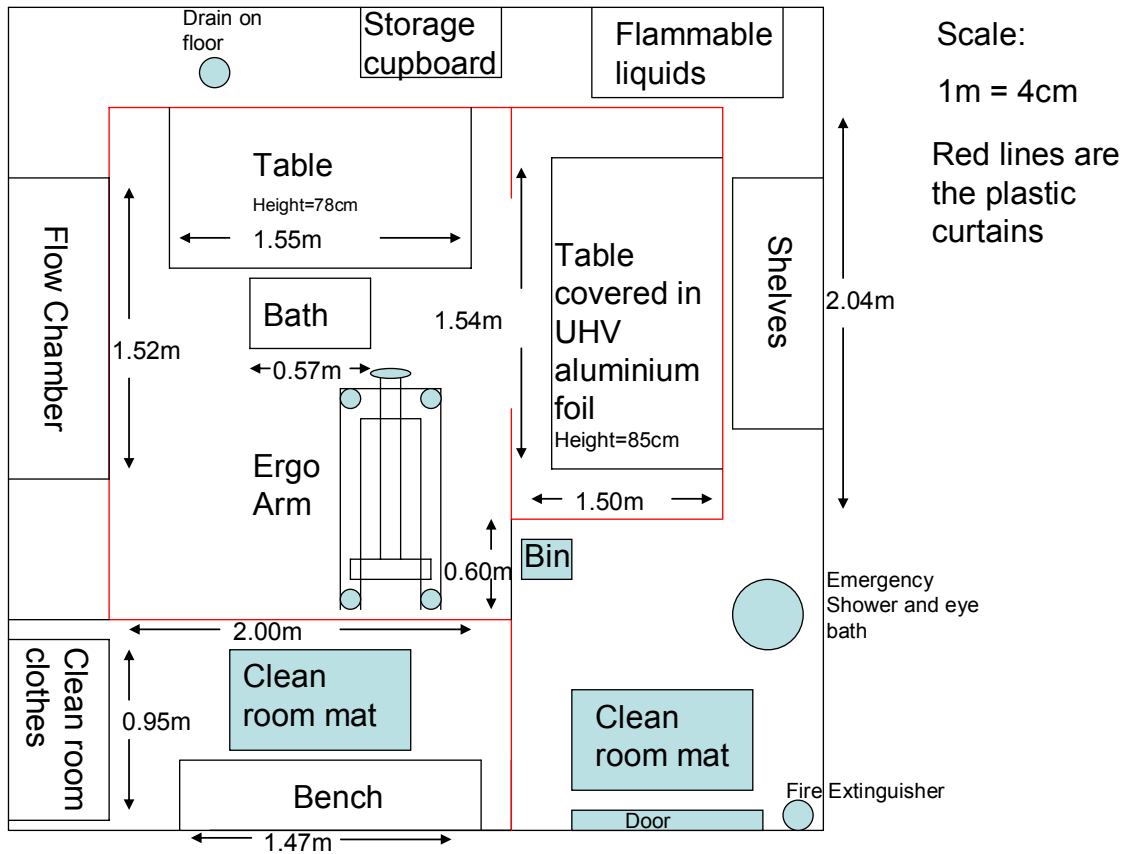 Drain on
floor
Storage
cupboard
Flammable
liquids
Scale:
1m = 4cm
Red lines are
the plastic
curtains
Table
Height=78cm
1.55m
Flow Chamber
1.52m
Bath
0.57m
1.54m
Table
covered in
UHV
aluminium
foil
Height=85cm
Shelves
2.04m
Ergo
Arm
1.50m
0.60m
Bin
Emergency
Shower and eye
bath
2.00m
Clean room
clothes
0.95m
Clean
room mat
Clean
room mat
Bench
1.47m
Fire Extinguisher
Door